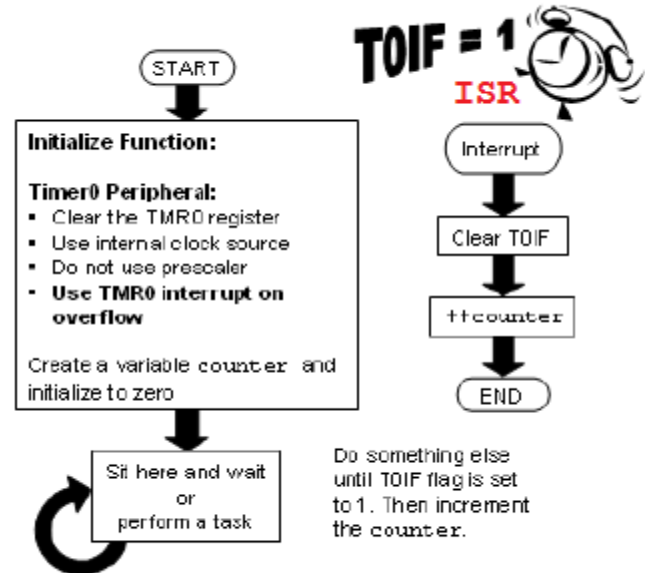 START
Initialize Function:
Timer0 Peripheral:
▪ Clear the TMR0 register
▪ Use internal clock source
▪ Do not use prescaler
▪ Use TMR0 interrupt on
overflow
Create a variable counter and
initialize to zero
Sit here and wait
or
perform a task
T0IF = 1
ISR
Interrupt
Clear T0IF
++counter
END
Do something else
until T0IF flag is set
to 1. Then increment
the counter.